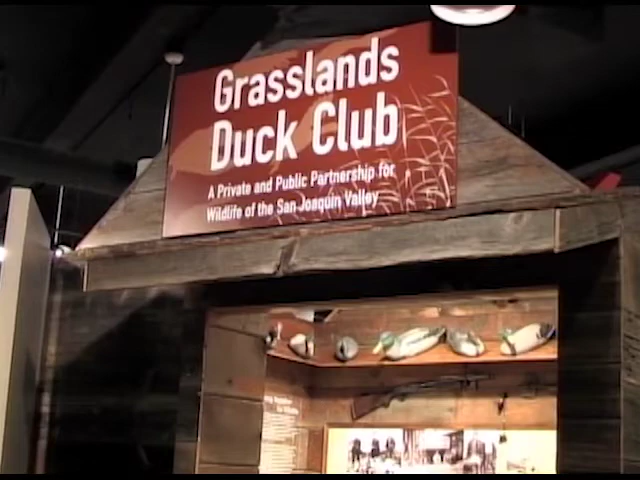 Grasslands
Duck Club
A Private and Public Partnership for
Wildlife of the San Joaquin Valley